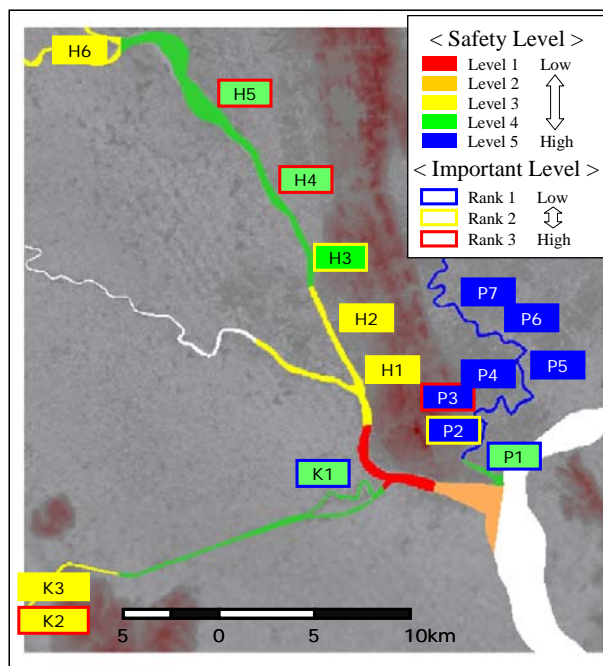 H6
< Safety Level >
Level 1 Low
Level 2
Level 3
Level 4
Level 5 High
< Important Level >
Rank 1 Low
Rank 2
Rank 3 High
H5
H4
H3
P7
P6
H2
P5
H1
P4
P3
P2
P1
K1
K3
K2
5 0 5 10km